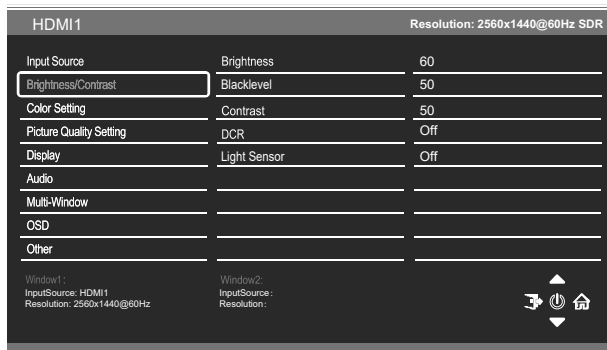 HDMI1 Resolution: 2560x1440@60Hz SDR
Input Source Brightness 60
Brightness/Contrast Blacklevel 50
Color Setting Contrast 50
Picture Quality Setting DCR Off
Display Light Sensor Off
Audio
Multi-Window
OSD
Other
Window1: Window2:
InputSource: HDMI1 InputSource:
Resolution: 2560x1440@60Hz Resolution: